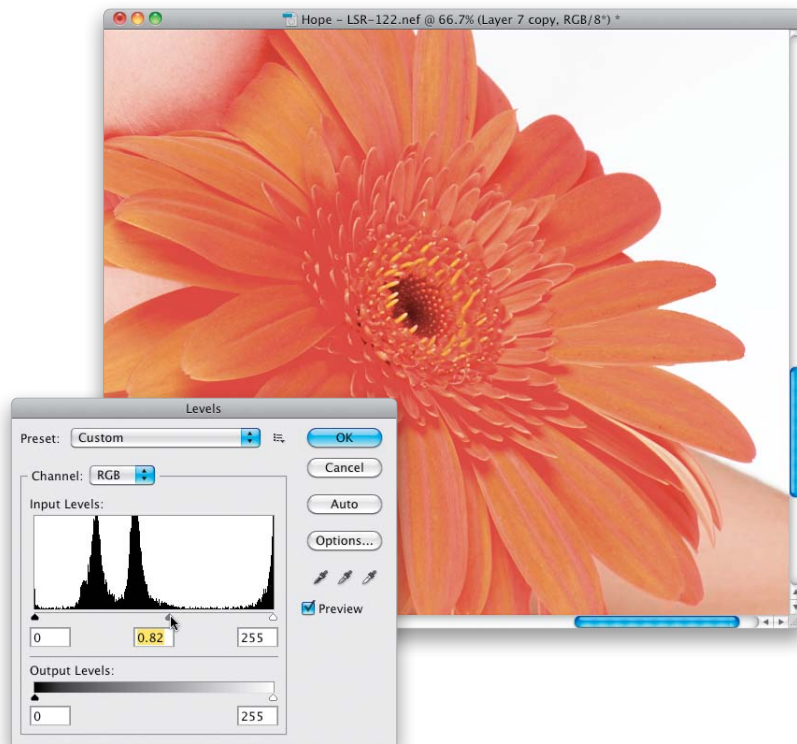 Hope – LSR-122.nef @ 66.7% (Layer 7 copy, RGB/8*) *
Levels
Preset: Custom
OK
Cancel
Auto
Options...
Preview
Channel: RGB
Input Levels:
0 0.82 255
Output Levels:
0 255